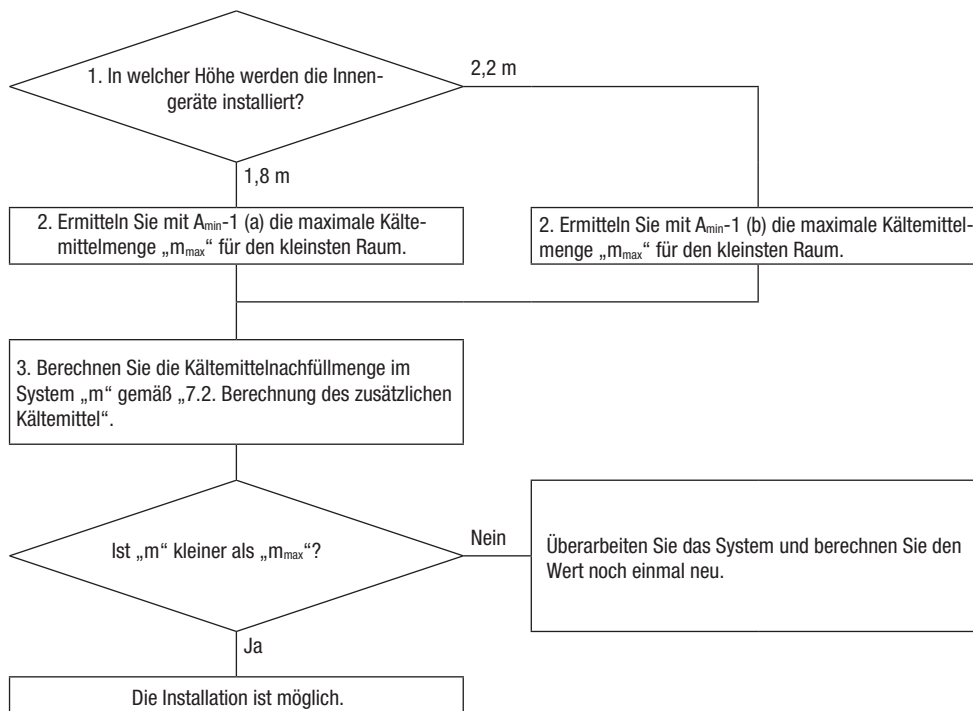 1. In welcher Höhe werden die Innen-
geräte installiert?
2,2 m
1,8 m
2. Ermitteln Sie mit Amin-1 (a) die maximale Kälte-
mittelmenge „mmax“ für den kleinsten Raum.
2. Ermitteln Sie mit Amin-1 (b) die maximale Kältemittel-
menge „mmax“ für den kleinsten Raum.
3. Berechnen Sie die Kältemittelnachfüllmenge im
System „m“ gemäß „7.2. Berechnung des zusätzlichen
Kältemittel“.
Ist „m“ kleiner als „mmax“?
Nein
Überarbeiten Sie das System und berechnen Sie den
Wert noch einmal neu.
Ja
Die Installation ist möglich.